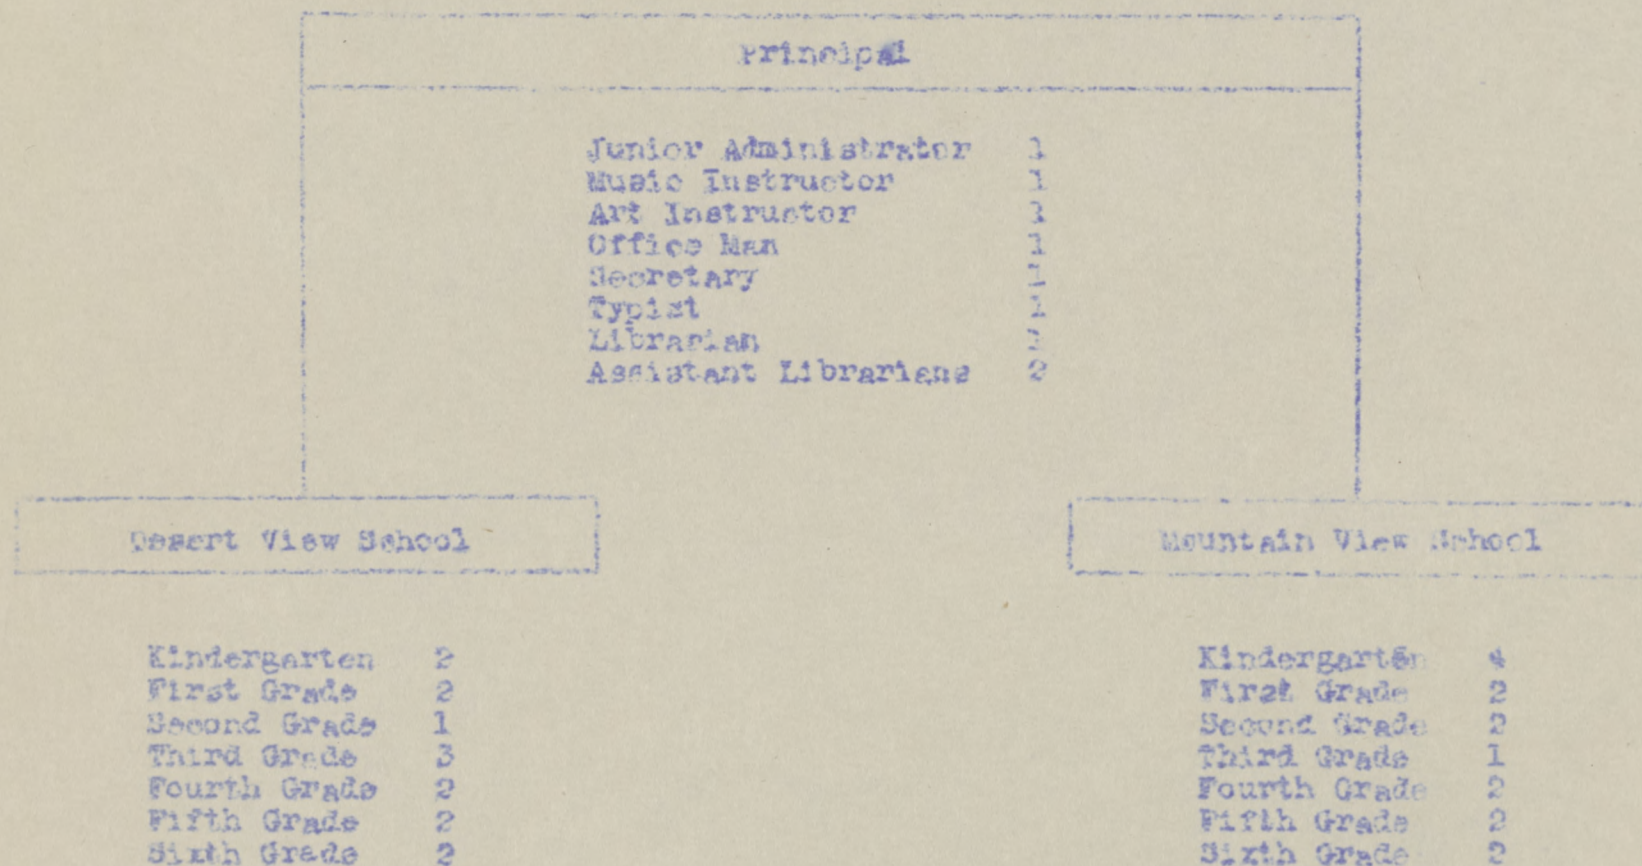 Principal
Junior Administrator 1
Music Instructor 1
Art Instructor 1
Office Man 1
Secretary 1
Typist 1
Librarian 1
Assistant Librarians 2
Desert View School
Mountain View School
Kindergarten 2
First Grade 2
Second Grade 1
Third Grade 3
Fourth Grade 2
Fifth Grade 2
Sixth Grade 2
Kindergarten 4
First Grade 2
Second Grade 2
Third Grade 1
Fourth Grade 2
Fifth Grade 2
Sixth Grade 2